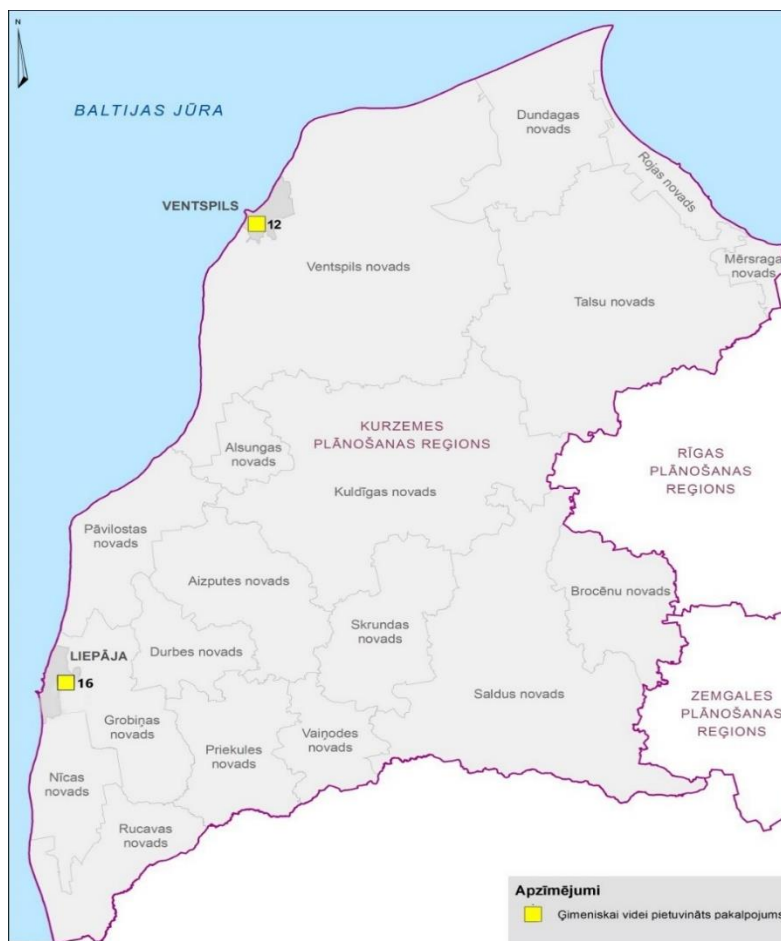 N
BALTIJAS JŪRA
Dundagas
novads
Rojas novads
VENTSPILS
12
Mērsraga
novads
Ventspils novads
Talsu novads
KURZEMES
PLĀNOŠANAS REĢIONS
Alsungas
novads
RĪGAS
PLĀNOŠANAS
REĢIONS
Kuldīgas novads
Pāvilostas
novads
Aizputes novads
Brocēnu novads
Skrundas
novads
LIEPĀJA
Durbes novads
16
Saldus novads
ZEMGALES
PLĀNOŠANAS
REĢIONS
Grobiņas
novads
Priekules
novads
Vaiņodes
novads
Nīcas
novads
Rucavas
novads
Apzīmējumi
Ģimeniskai videi pietuvināts pakalpojums